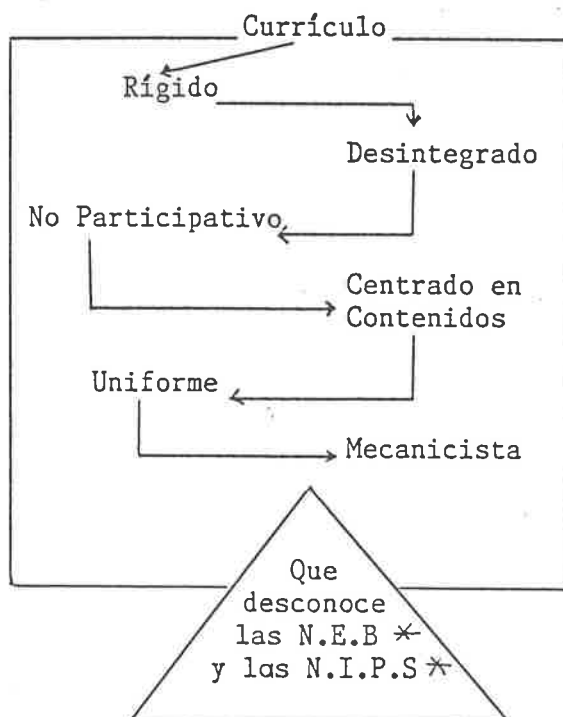 Currículo
Rígido
Desintegrado
No Participativo
Centrado en
Contenidos
Uniforme
Mecanicista
Que
desconoce
las N.E.B *
y las N.I.P.S *